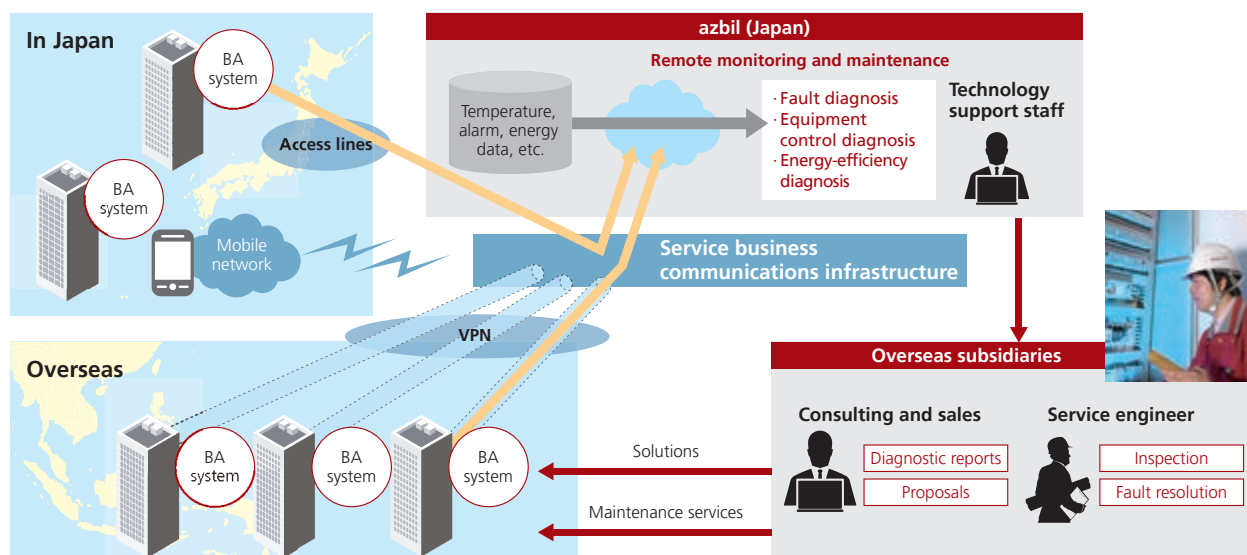 In Japan
BA
system
BA
system
Access lines
Mobile
network
azbil (Japan)
Remote monitoring and maintenance
Temperature,
alarm, energy
data, etc.
· Fault diagnosis
· Equipment
control diagnosis
· Energy-efficiency
diagnosis
Technology
support staff
Service business
communications infrastructure
VPN
Overseas
BA
system
BA
system
BA
system
Solutions
Maintenance services
Overseas subsidiaries
Consulting and sales
Diagnostic reports
Proposals
Service engineer
Inspection
Fault resolution